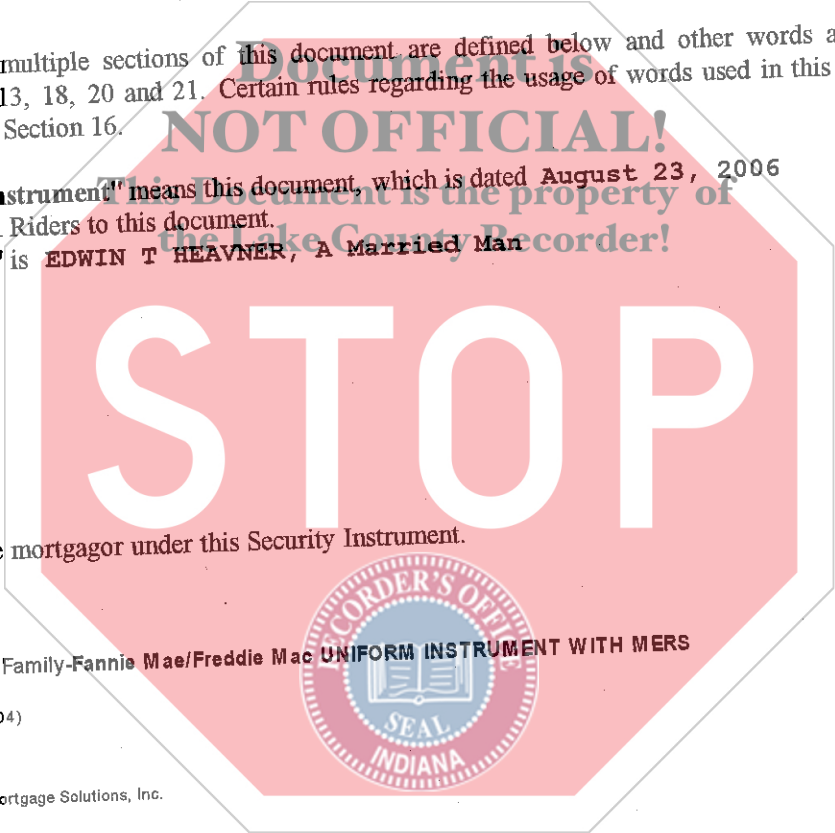 multiple sections of this document are defined below and other words a
Document is
13, 18, 20 and 21. Certain rules regarding the usage of words used in this
Section 16.
NOT OFFICIAL!
strument" means this document, which is dated August 23, 2006
This Document is the property of
Riders to this document.
the Lake County Recorder!
is EDWIN T HEAVNER, A Married Man
STOP
mortgagor under this Security Instrument.
RECORDER'S OFFICE
Family-Fannie Mae/Freddie Mac UNIFORM INSTRUMENT WITH MERS
04)
SEAL
INDIANA
ortgage Solutions, Inc.